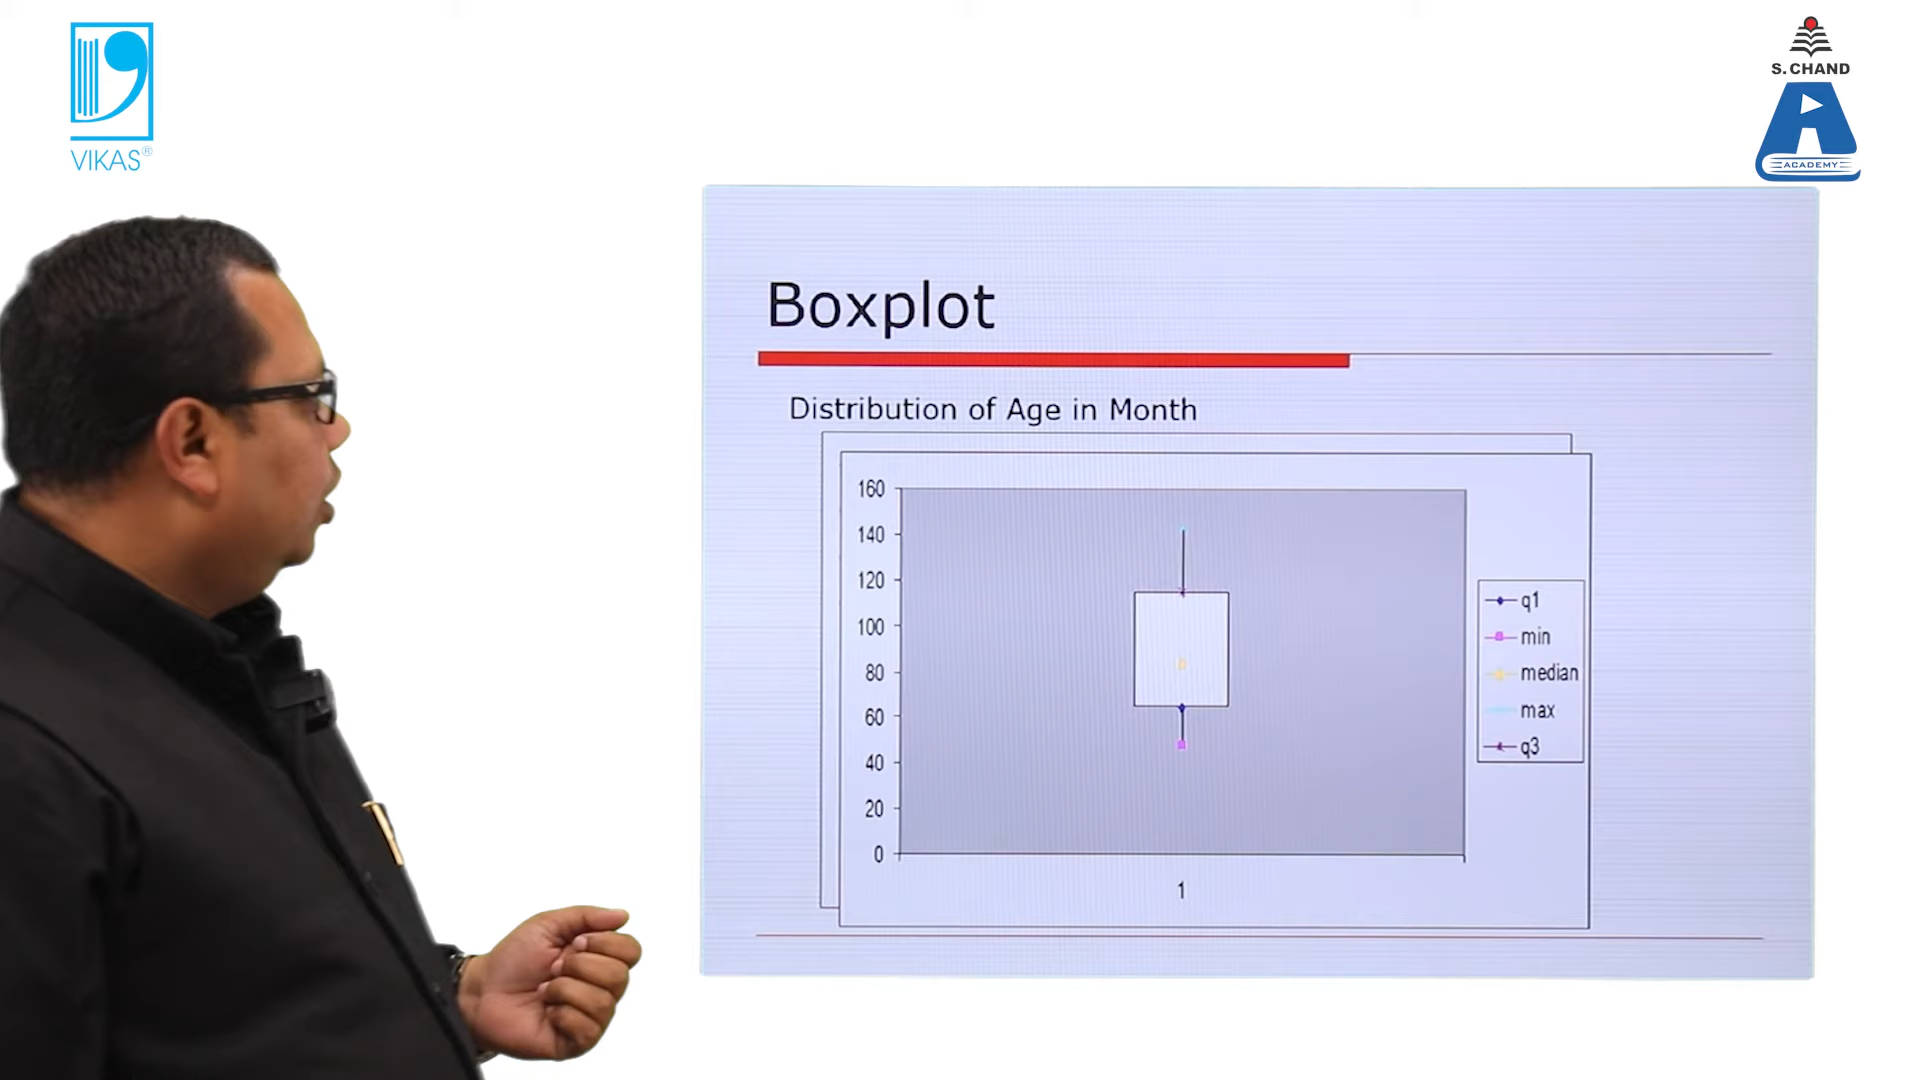 VIKAS®
S. CHAND
ACADEMY
Boxplot
Distribution of Age in Month
160
140
120
100
80
60
40
20
0
1
q1
min
median
max
q3